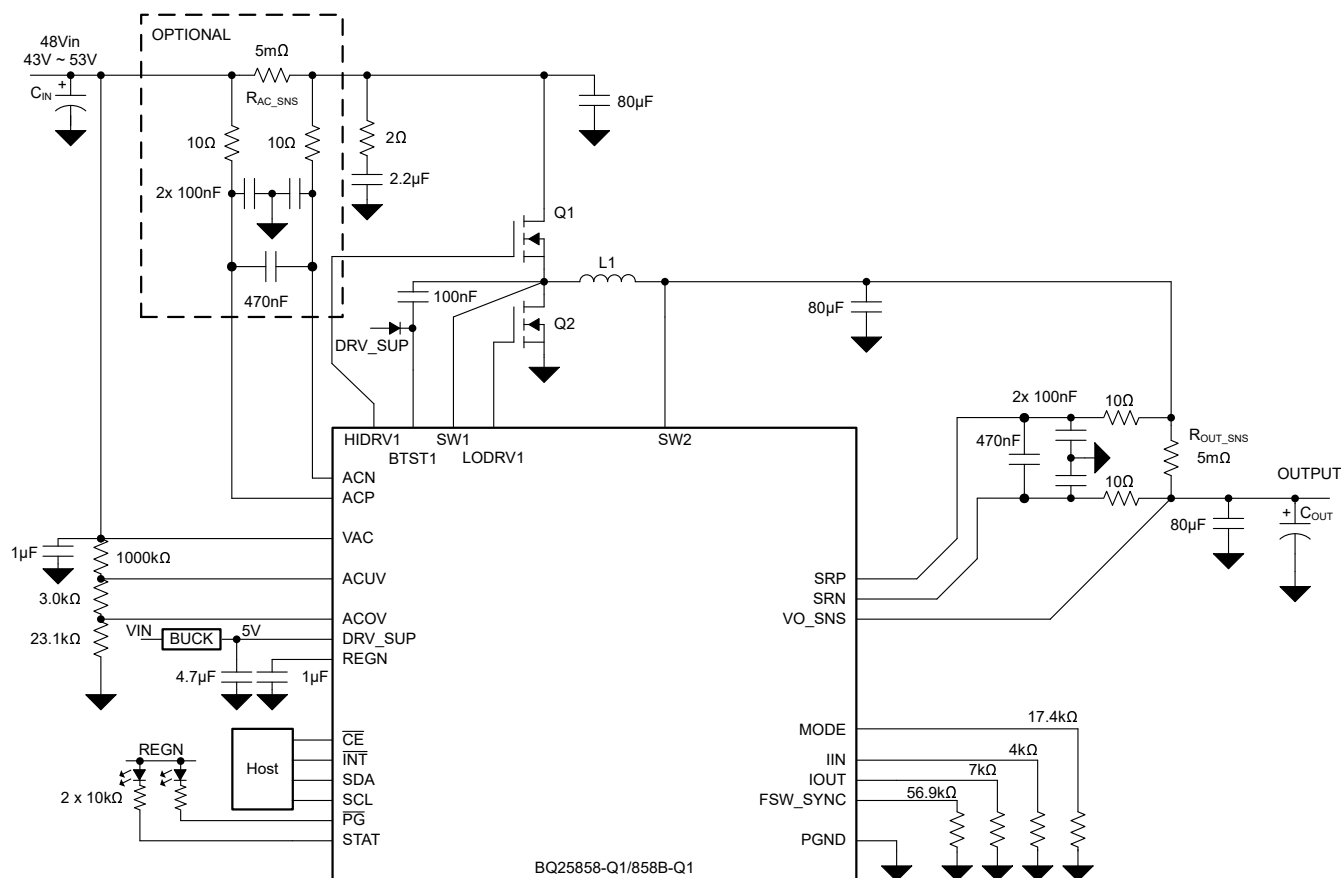 OPTIONAL
48Vin
43V ~ 53V
5mΩ
+
C_IN
R_AC_SNS
80µF
10Ω
10Ω
2Ω
2x 100nF
2.2µF
Q1
L1
470nF
100nF
80µF
Q2
DRV_SUP
2x 100nF
10Ω
HIDRV1
SW1
SW2
BTST1
LODRV1
470nF
R_OUT_SNS
5mΩ
ACN
ACP
10Ω
OUTPUT
+
C_OUT
80µF
VAC
1µF
1000kΩ
ACUV
SRP
3.0kΩ
SRN
ACOV
VO_SNS
VIN
BUCK
5V
DRV_SUP
23.1kΩ
REGN
4.7µF
1µF
17.4kΩ
MODE
CE
REGN
INT
4kΩ
IIN
Host
SDA
7kΩ
IOUT
2 x 10kΩ
SCL
56.9kΩ
FSW_SYNC
PG
STAT
PGND
BQ25858-Q1/858B-Q1